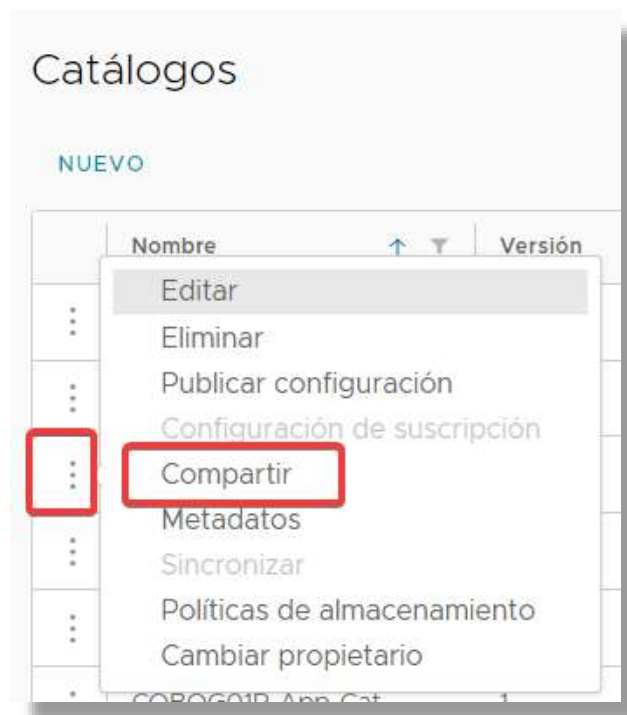 Catálogos
NUEVO
Nombre Versión
Editar
Eliminar
Publicar configuración
Configuración de suscripción
Compartir
Metadatos
Sincronizar
Políticas de almacenamiento
Cambiar propietario
1